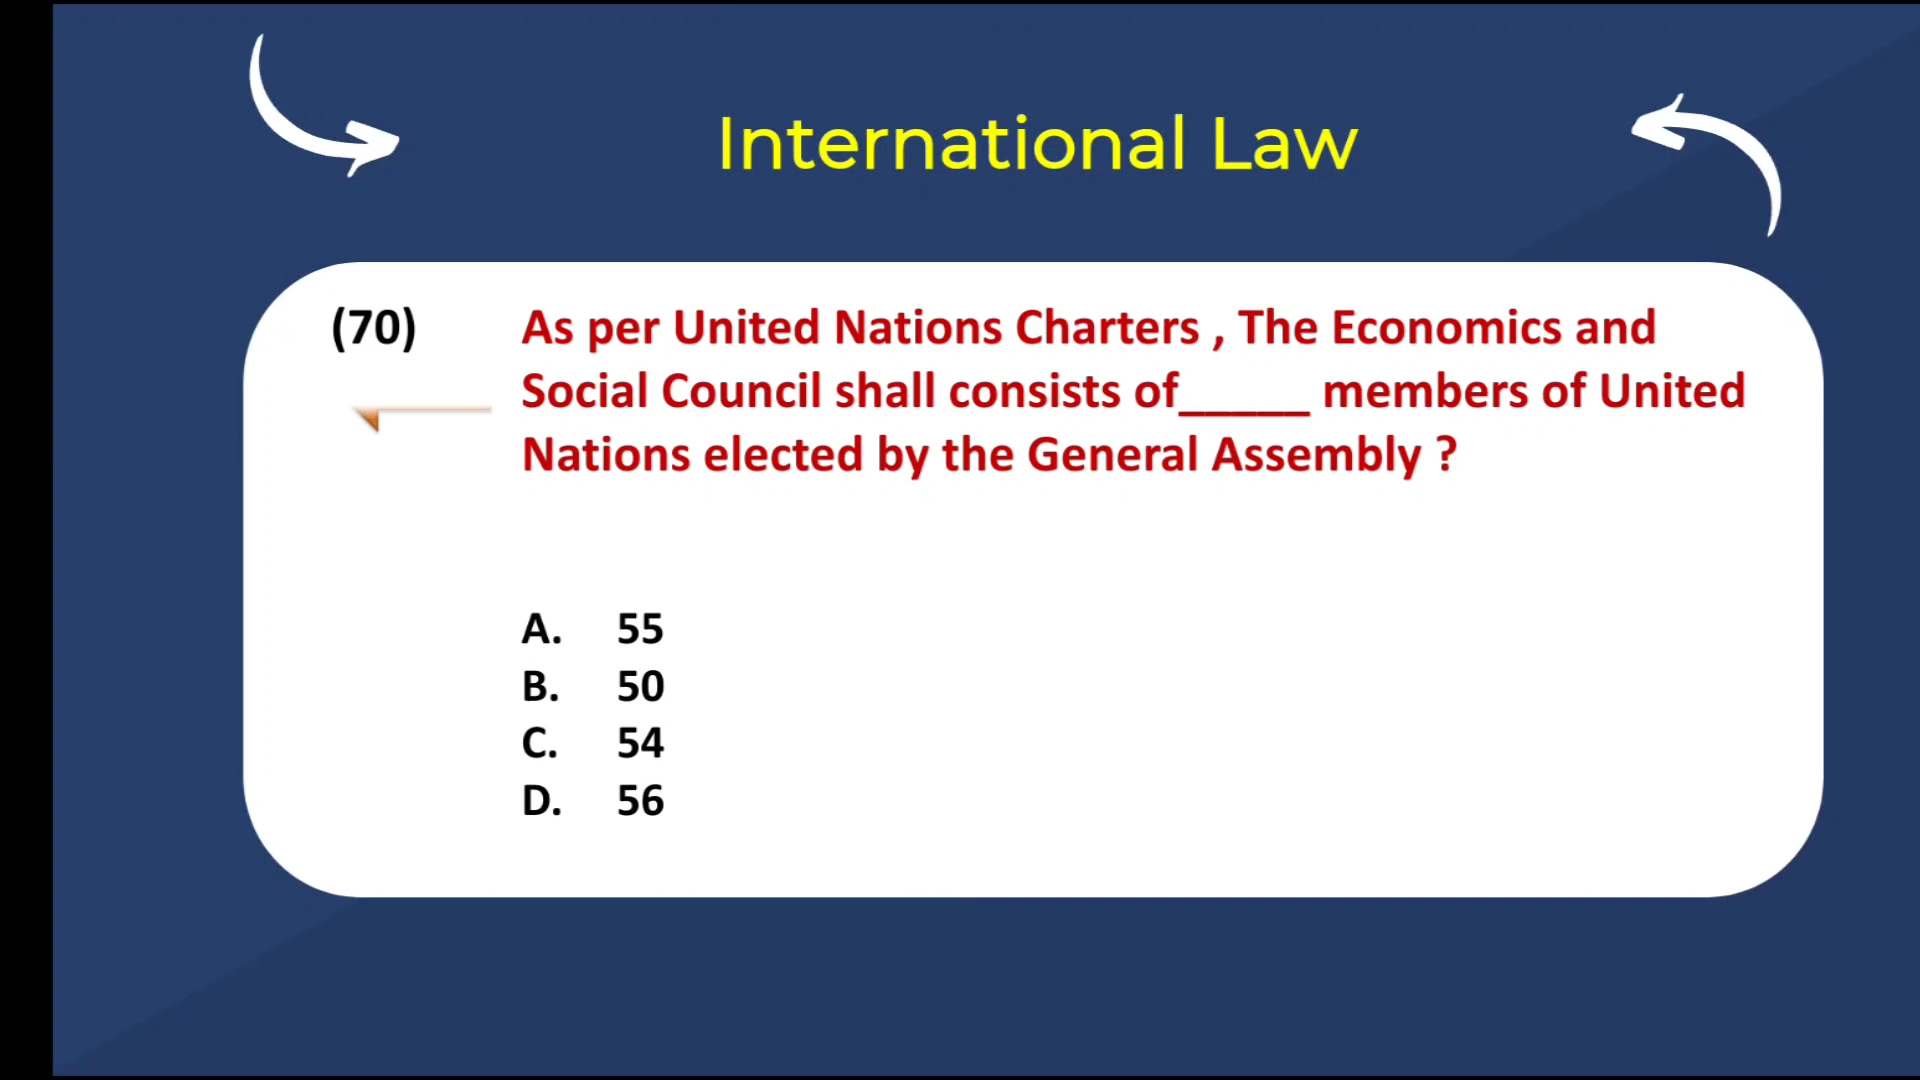 International Law
(70) As per United Nations Charters , The Economics and
Social Council shall consists of_____ members of United
Nations elected by the General Assembly ?
A. 55
B. 50
C. 54
D. 56